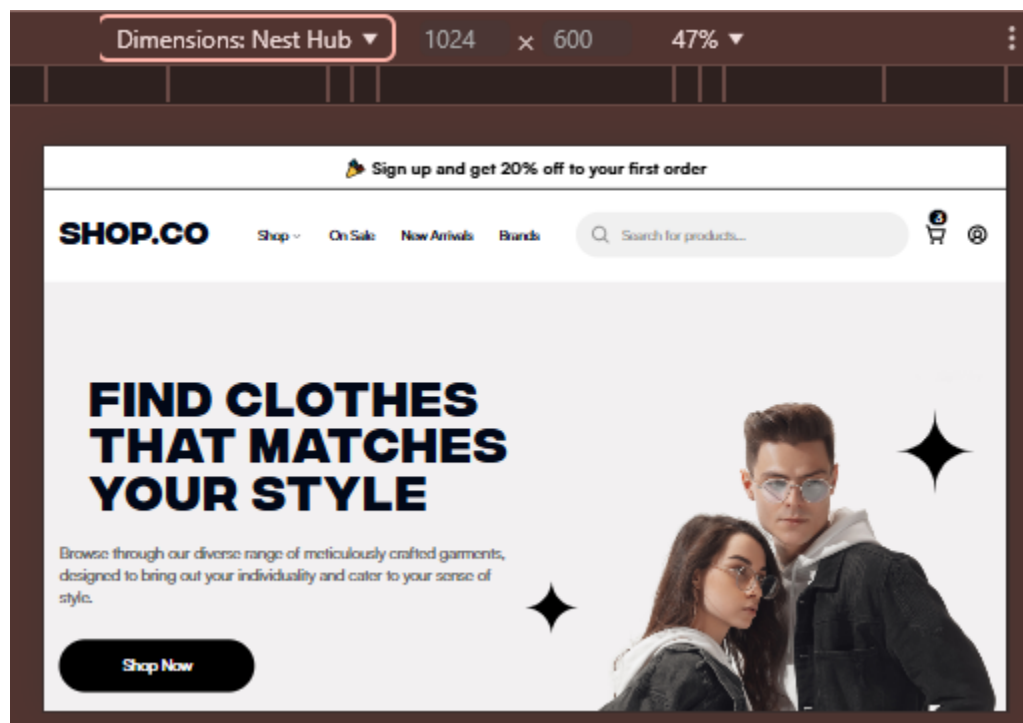 Dimensions: Nest Hub ▼ 1024 × 600 47% ▼
🎉 Sign up and get 20% off to your first order
SHOP.CO Shop On Sale New Arrivals Brands Search for products... 3
FIND CLOTHES
THAT MATCHES
YOUR STYLE
Browse through our diverse range of meticulously crafted garments,
designed to bring out your individuality and cater to your sense of
style.
Shop Now